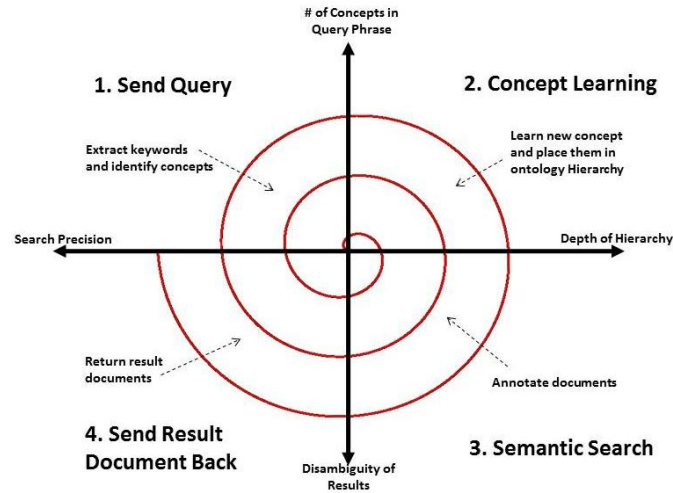 # of Concepts in
Query Phrase
1. Send Query
2. Concept Learning
Extract keywords
and identify concepts
Learn new concept
and place them in
ontology Hierarchy
Search Precision
Depth of Hierarchy
Return result
documents
Annotate documents
4. Send Result
Document Back
3. Semantic Search
Disambiguity of
Results